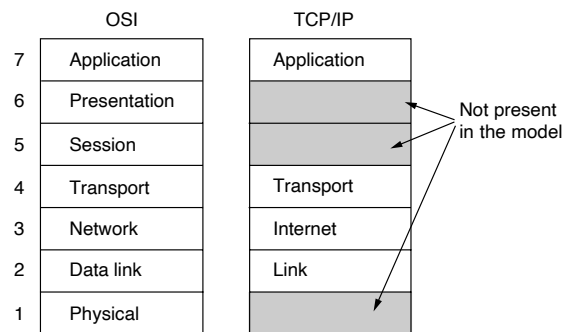 OSI TCP/IP
7 Application Application
6 Presentation
Not present
in the model
5 Session
4 Transport Transport
3 Network Internet
2 Data link Link
1 Physical